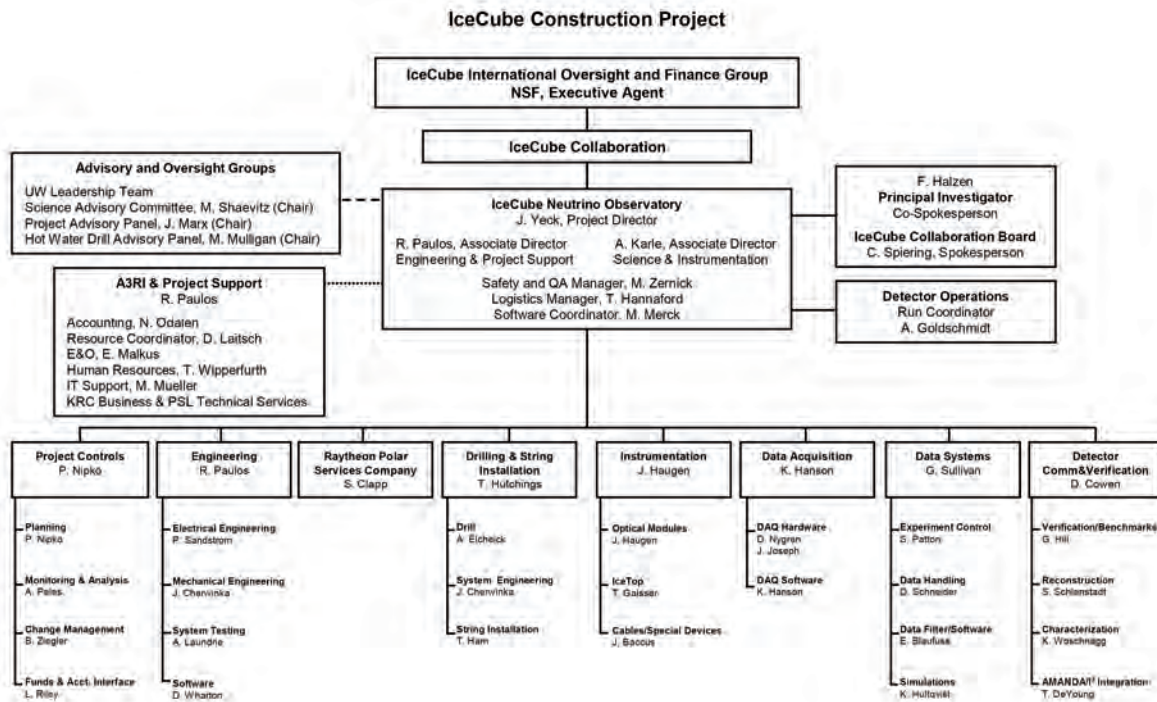 IceCube Construction Project
IceCube International Oversight and Finance Group
NSF, Executive Agent
IceCube Collaboration
Advisory and Oversight Groups
UW Leadership Team
Science Advisory Committee, M. Shaevitz (Chair)
Project Advisory Panel, J. Marx (Chair)
Hot Water Drill Advisory Panel, M. Mulligan (Chair)
IceCube Neutrino Observatory
J. Yeck, Project Director
R. Paulos, Associate Director
Engineering & Project Support
A. Karle, Associate Director
Science & Instrumentation
Safety and QA Manager, M. Zernick
Logistics Manager, T. Hannaford
Software Coordinator. M. Merck
F. Halzen
Principal Investigator
Co-Spokesperson
IceCube Collaboration Board
C. Spiering, Spokesperson
A3RI & Project Support
R. Paulos
Accounting, N. Odalen
Resource Coordinator, D. Laitsch
E&O, E. Malkus
Human Resources, T. Wipperfurth
IT Support, M. Mueller
KRC Business & PSL Technical Services
Detector Operations
Run Coordinator
A. Goldschmidt
Project Controls
P. Nipko
Planning
P. Nipko
Monitoring & Analysis
A. Peles
Change Management
B. Ziegler
Funds & Acct. Interface
L. Riley
Engineering
R. Paulos
Electrical Engineering
P. Sandstrom
Mechanical Engineering
J. Cherwinka
System Testing
A. Laundrie
Software
D. Wharton
Raytheon Polar
Services Company
S. Clapp
Drilling & String
Installation
T. Hutchings
Drill
A.
System Engineering
J. Cherwinka
String Installation
T. Ham
Instrumentation
J. Haugen
Optical Modules
J. Haugen
IceTop
T. Gaisser
Cables/Special Devices
J. Baccus
Data Acquisition
K. Hanson
DAQ Hardware
D. Nygren
J. Joseph
DAQ Software
K. Hanson
Data Systems
G. Sullivan
Experiment Control
S. Patton
Data Handling
D. Schneider
Data Filter/Software
E. Blaufuss
Simulations
K. Hultqvist
Detector
Comm&Verification
D. Cowen
Verification/Benchmarks
G. Hill
Reconstruction
S. Schlenstedt
Characterization
K. Woschnagg
AMANDA/I³ Integration
T. DeYoung